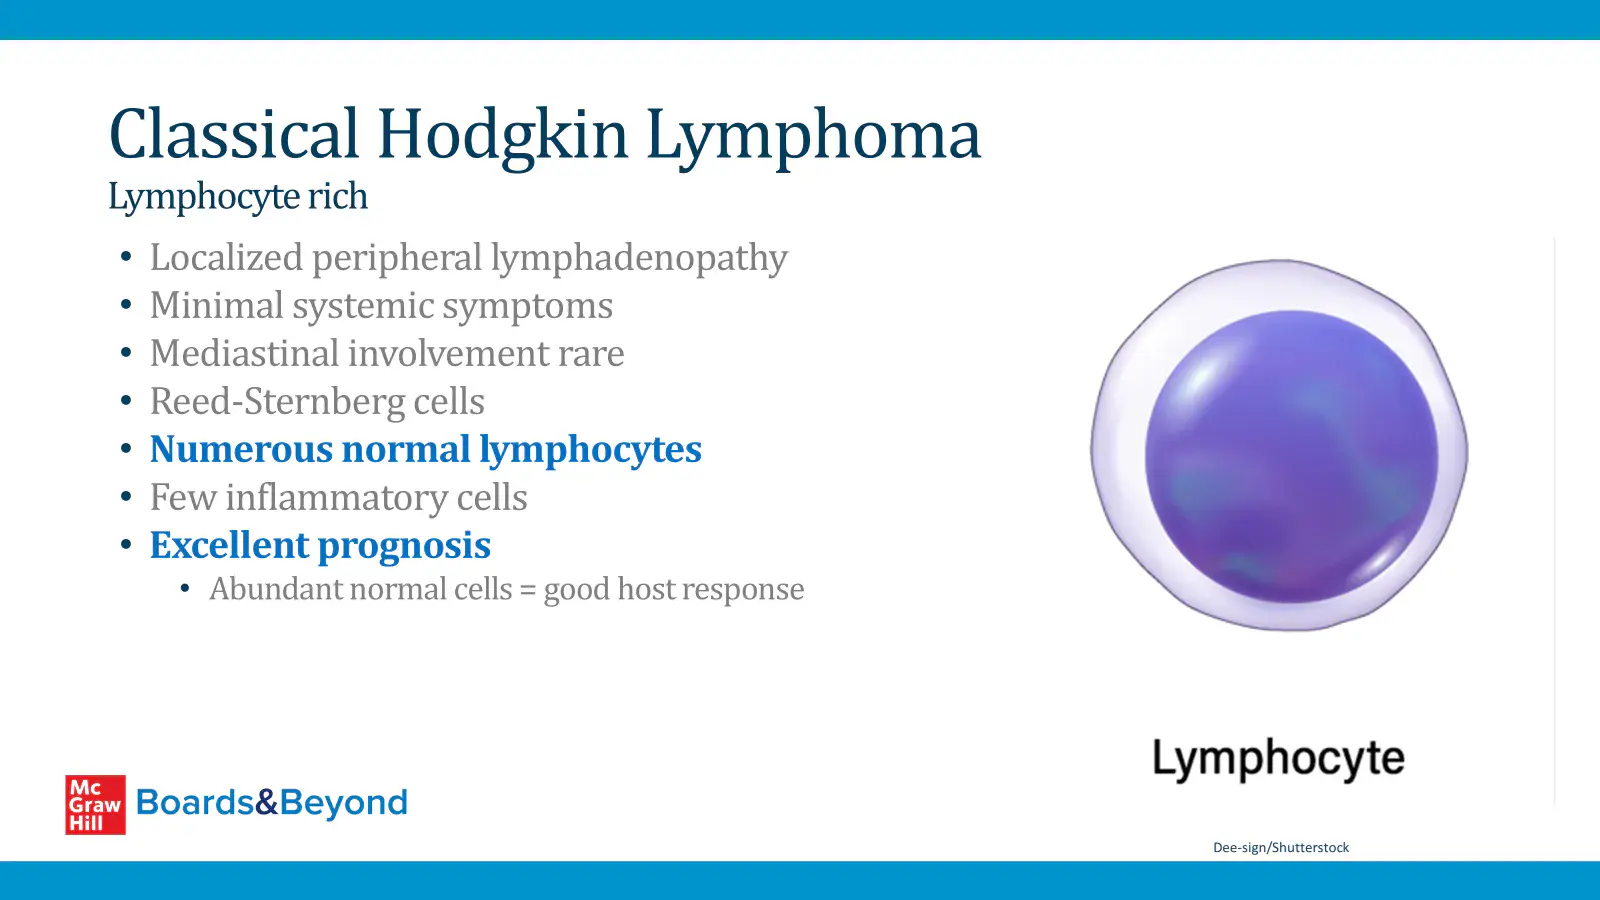 Classical Hodgkin Lymphoma
Lymphocyte rich
• Localized peripheral lymphadenopathy
• Minimal systemic symptoms
• Mediastinal involvement rare
• Reed-Sternberg cells
• Numerous normal lymphocytes
• Few inflammatory cells
• Excellent prognosis
• Abundant normal cells = good host response
Lymphocyte
Mc
Graw
Hill
Boards&Beyond
Dee-sign/Shutterstock